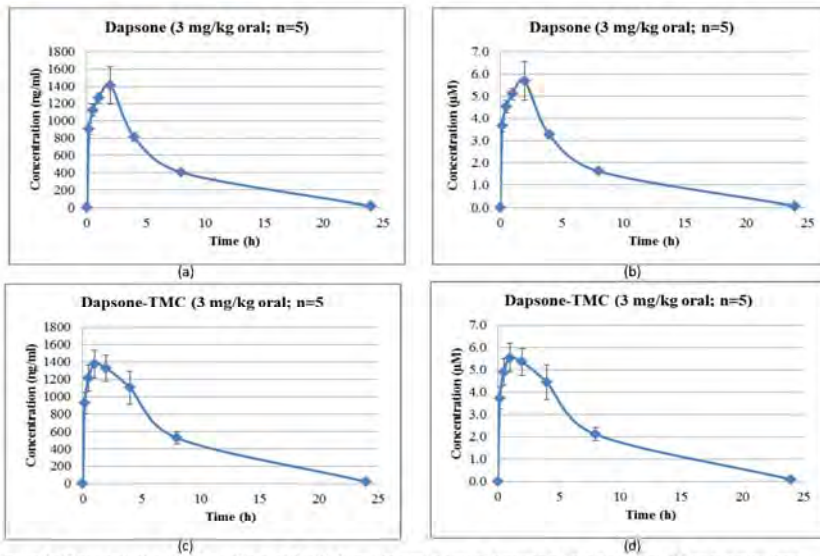 Dapsone (3 mg/kg oral; n=5)
Concentration (ng/ml)
1800
1600
1400
1200
1000
800
600
400
200
0
0 5 10 15 20 25
Time (h)
(a)
Dapsone (3 mg/kg oral; n=5)
Concentration (µM)
7.0
6.0
5.0
4.0
3.0
2.0
1.0
0.0
0 5 10 15 20 25
Time (h)
(b)
Dapsone-TMC (3 mg/kg oral; n=5
Concentration (ng/ml)
1800
1600
1400
1200
1000
800
600
400
200
0
0 5 10 15 20 25
Time (h)
(c)
Dapsone-TMC (3 mg/kg oral; n=5)
Concentration (µM)
7.0
6.0
5.0
4.0
3.0
2.0
1.0
0.0
0 5 10 15 20 25
Time (h)
(d)